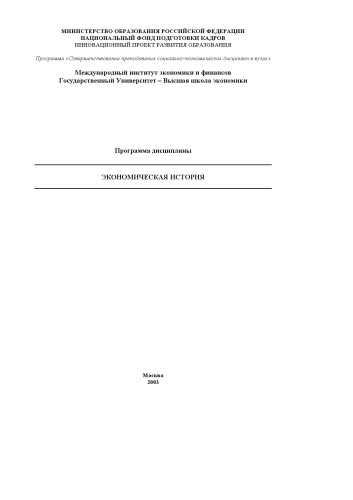 МИНИСТЕРСТВО ОБРАЗОВАНИЯ РОССИЙСКОЙ ФЕДЕРАЦИИ
НАЦИОНАЛЬНЫЙ ФОНД ПОДГОТОВКИ КАДРОВ
ИННОВАЦИОННЫЙ ПРОЕКТ РАЗВИТИЯ ОБРАЗОВАНИЯ
Программа «Совершенствование преподавания социально-экономических дисциплин в вузах»
Международный институт экономики и финансов
Государственный Университет – Высшая школа экономики
Программа дисциплины
ЭКОНОМИЧЕСКАЯ ИСТОРИЯ
Москва
2003